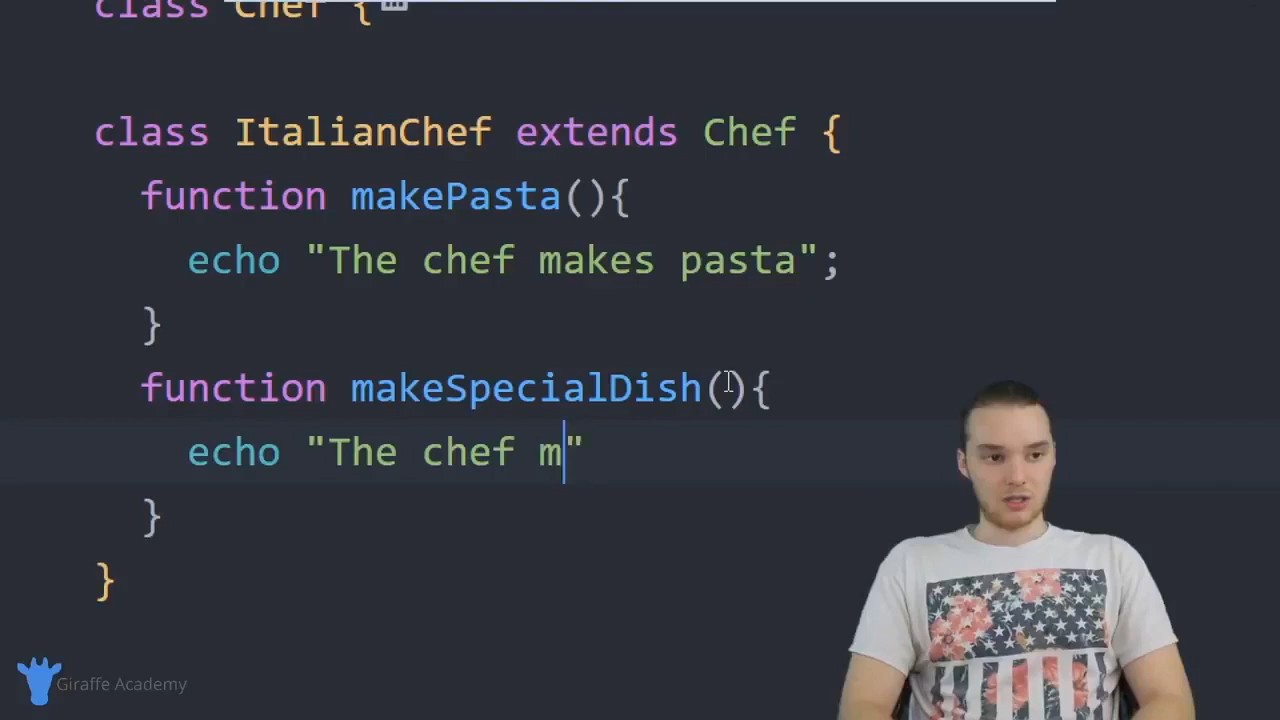 class Chef {
class ItalianChef extends Chef {
function makePasta(){
echo "The chef makes pasta";
}
function makeSpecialDish(){
echo "The chef m"
}
}
Giraffe Academy